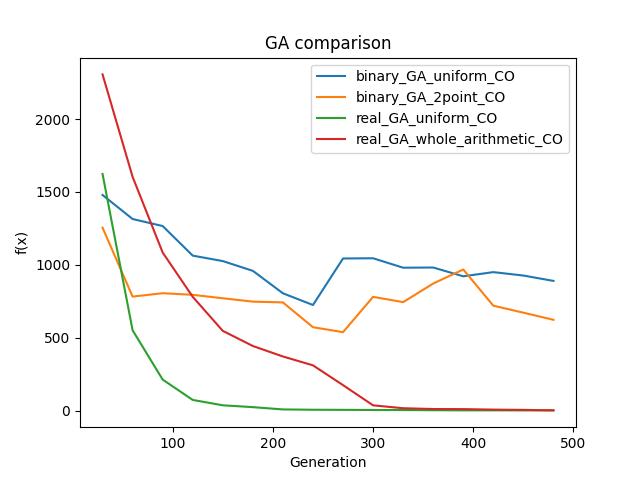 GA comparison
binary_GA_uniform_CO
binary_GA_2point_CO
real_GA_uniform_CO
real_GA_whole_arithmetic_CO
f(x)
2000
1500
1000
500
0
100 200 300 400 500
Generation